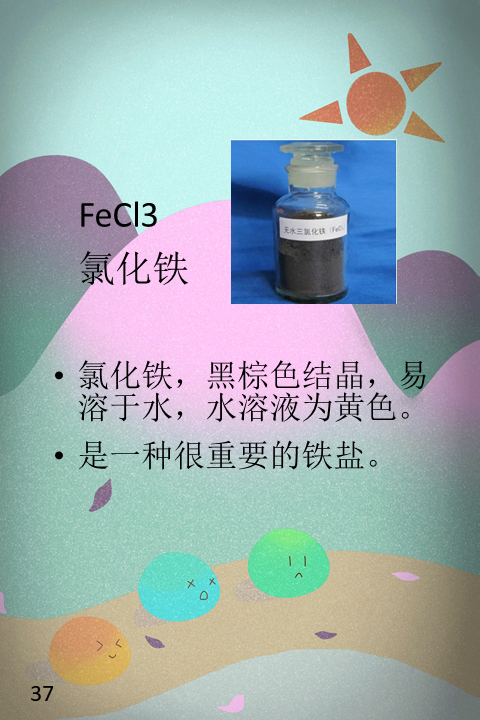 FeCl3
氯化铁
无水三氯化铁（FeCl
• 氯化铁，黑棕色结晶，易
溶于水，水溶液为黄色。
• 是一种很重要的铁盐。
37